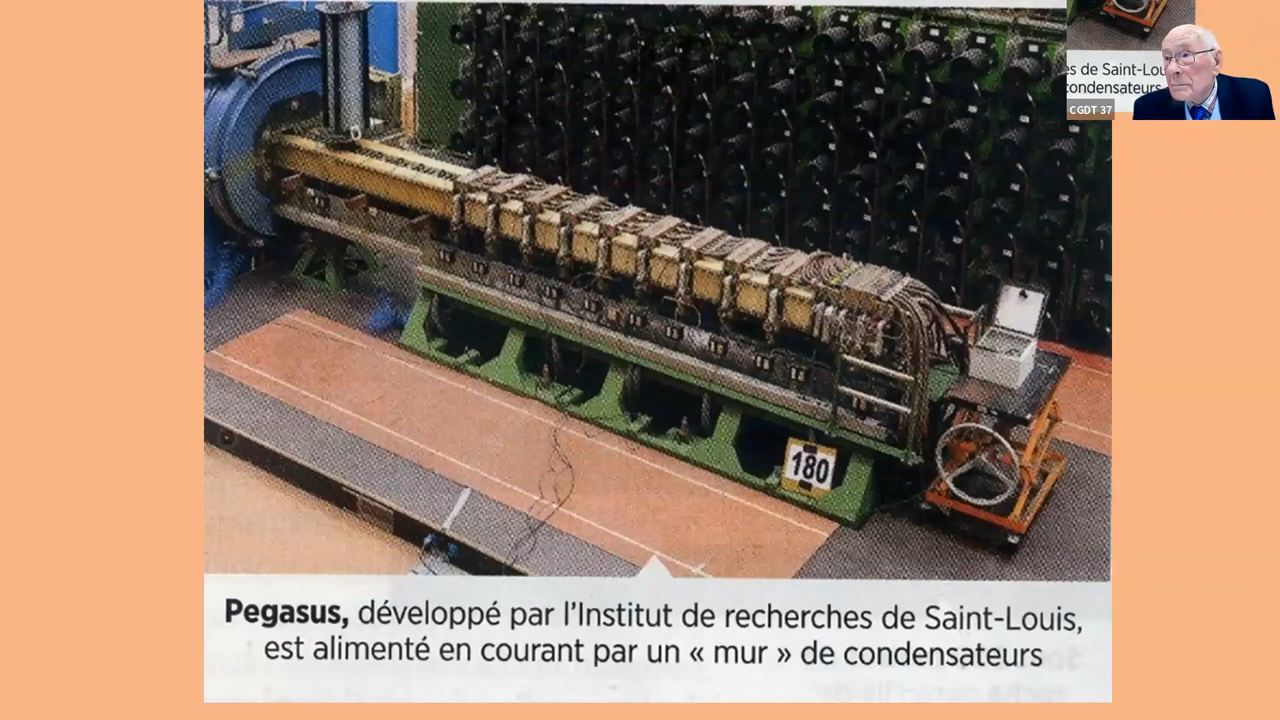 es de Saint-Lou
condensateurs
CGDT 37
180
Pegasus, développé par l'Institut de recherches de Saint-Louis,
est alimenté en courant par un « mur » de condensateurs